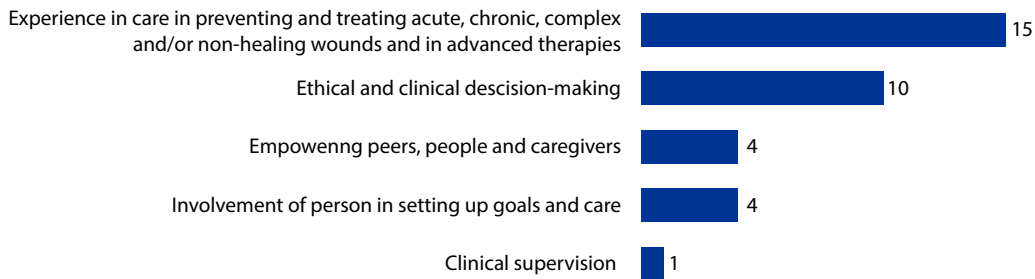 Experience in care in preventing and treating acute, chronic, complex
and/or non-healing wounds and in advanced therapies
15
Ethical and clinical descision-making
10
Empowenng peers, people and caregivers
4
Involvement of person in setting up goals and care
4
Clinical supervision
1